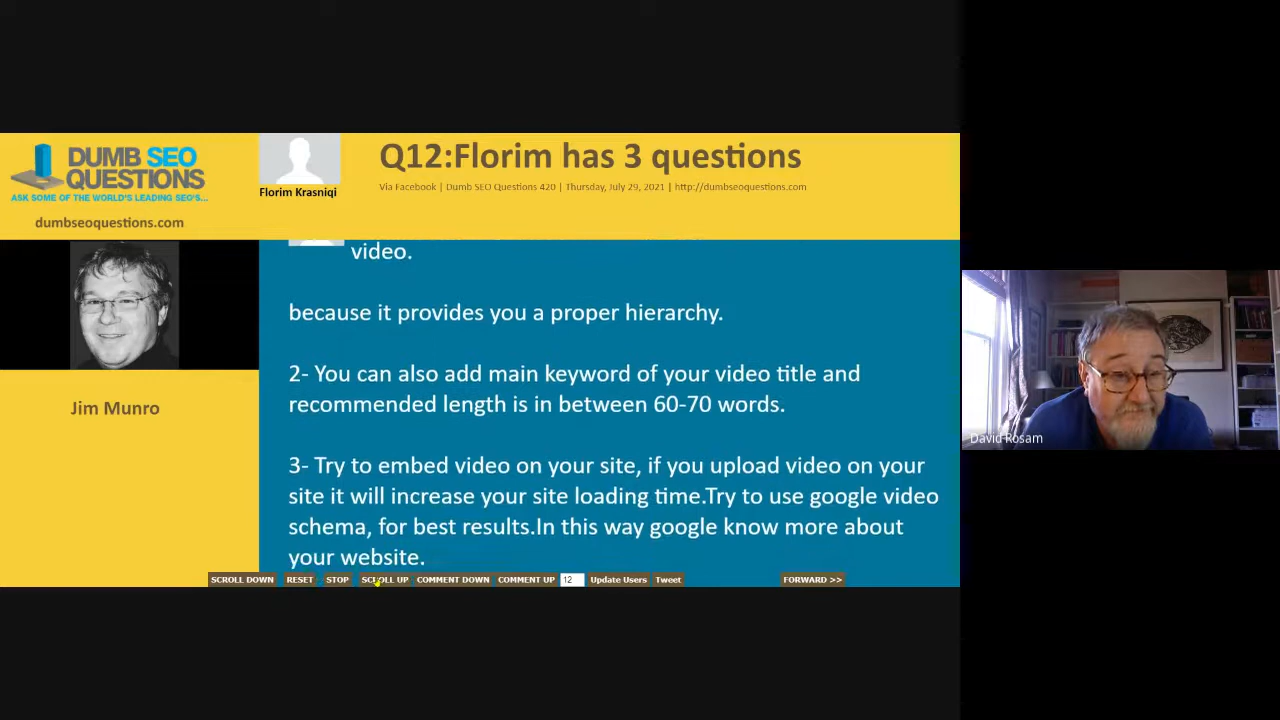 DUMB SEO
QUESTIONS
ASK SOME OF THE WORLD'S LEADING SEO'S...
dumbseoquestions.com
Florim Krasniqi
Q12:Florim has 3 questions
Via Facebook | Dumb SEO Questions 420 | Thursday, July 29, 2021 | http://dumbseoquestions.com
Jim Munro
video.
because it provides you a proper hierarchy.
2- You can also add main keyword of your video title and
recommended length is in between 60-70 words.
3- Try to embed video on your site, if you upload video on your
site it will increase your site loading time.Try to use google video
schema, for best results.In this way google know more about
your website.
SCROLL DOWN RESET STOP SCROLL UP COMMENT DOWN COMMENT UP 12 Update Users Tweet FORWARD >>
David Rosam